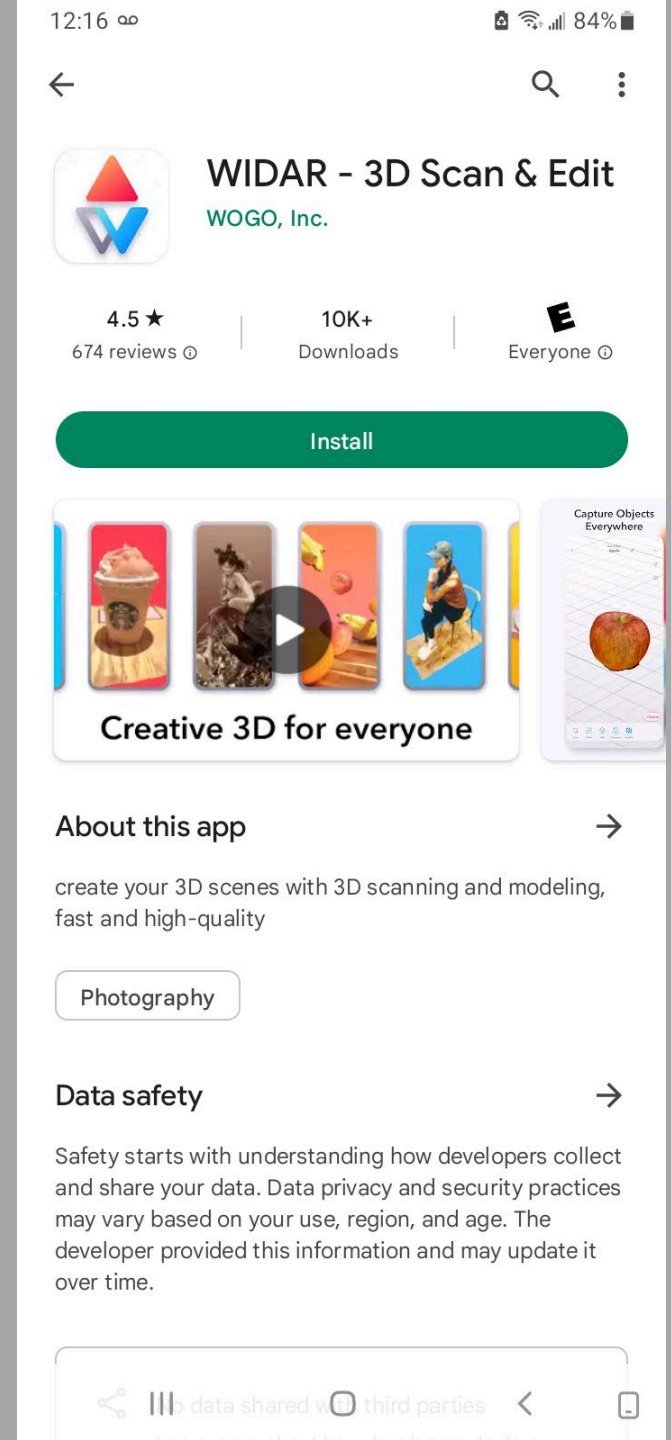 12:16
84%
WIDAR - 3D Scan & Edit
WOGO, Inc.
4.5 ★
674 reviews
10K+
Downloads
E
Everyone
Install
Creative 3D for everyone
Capture Objects
Everywhere
Apple
About this app
create your 3D scenes with 3D scanning and modeling,
fast and high-quality
Photography
Data safety
Safety starts with understanding how developers collect
and share your data. Data privacy and security practices
may vary based on your use, region, and age. The
developer provided this information and may update it
over time.
No data shared with third parties